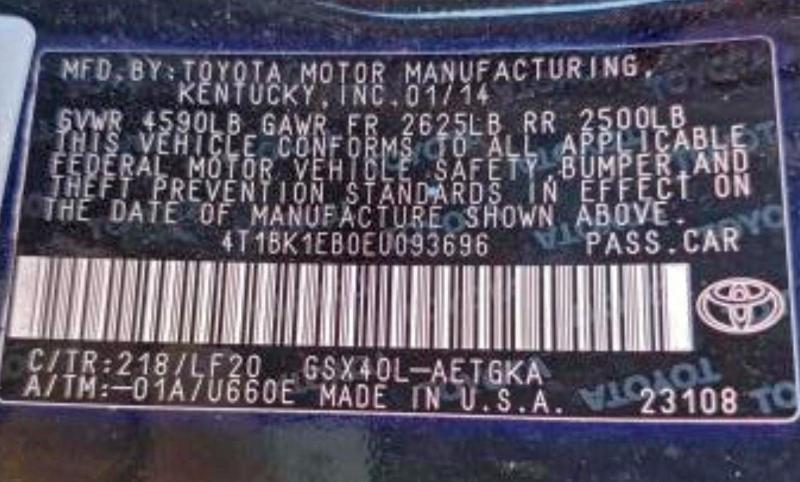 MFD.BY:TOYOTA MOTOR MANUFACTURING,
KENTUCKY,INC.01/14
GVWR 4590LB GAWR FR 2625LB RR 2500LB
THIS VEHICLE CONFORMS TO ALL APPLICABLE
FEDERAL MOTOR VEHICLE SAFETY,BUMPER,AND
THEFT PREVENTION STANDARDS IN EFFECT ON
THE DATE OF MANUFACTURE SHOWN ABOVE.
4T1BK1EB0EU093696 PASS.CAR
C/TR:218/LF20 GSX40L-AETGKA
A/TM:-01A/U660E MADE IN U.S.A. 23108